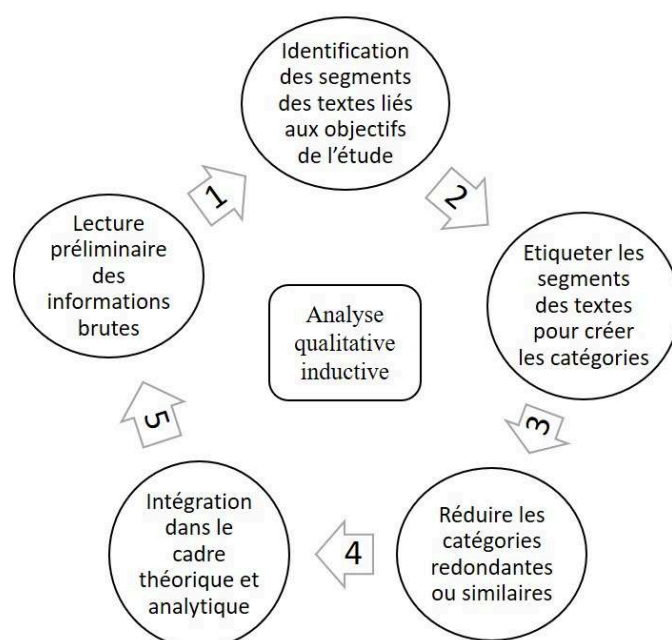 Identification
des segments
des textes liés
aux objectifs
de l'étude
1
2
Lecture
préliminaire
des
informations
brutes
Etiqueter les
segments
des textes
pour créer
les catégories
Analyse
qualitative
inductive
3
5
Intégration
dans le
cadre
théorique et
analytique
4
Réduire les
catégories
redondantes
ou similaires